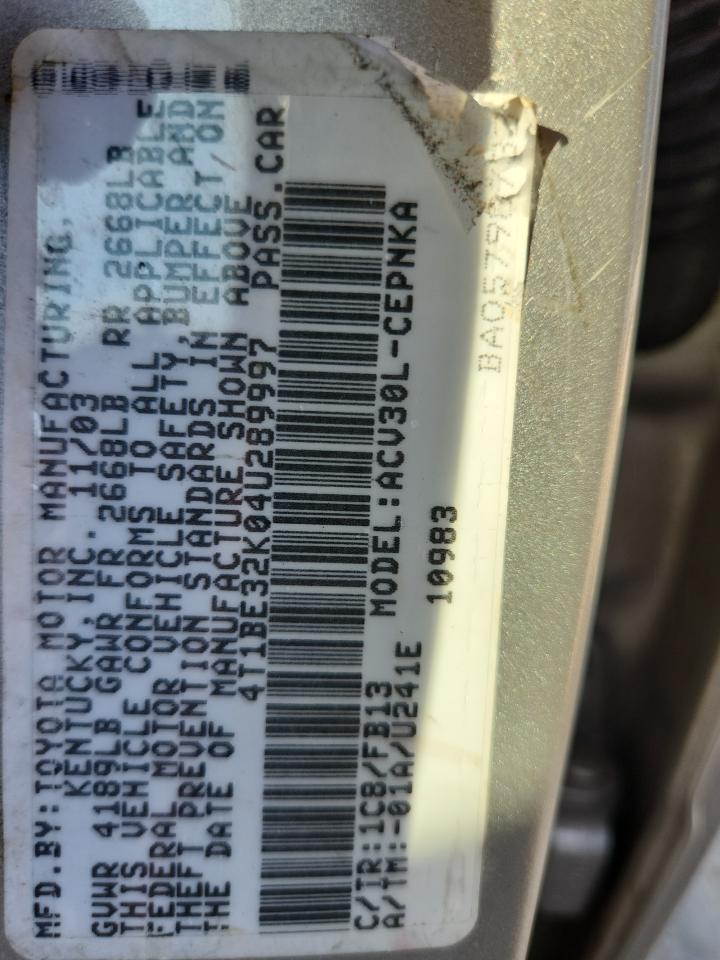 MFD.BY:TOYOTA MOTOR MANUFACTURING,
KENTUCKY, INC. 11/03
GVWR 4189LB GAWR FR 2668LB RR 2668LB
THIS VEHICLE CONFORMS TO ALL APPLICABLE
FEDERAL MOTOR VEHICLE SAFETY,BUMPER AND
THEFT PREVENTION STANDARDS IN EFFECT ON
THE DATE OF MANUFACTURE SHOWN ABOVE
4T1BE32K04U289997 PASS.CAR
C/TR:1C8/FB13 MODEL:ACV30L-CEPNKA
A/TM:-01A/U241E 10983